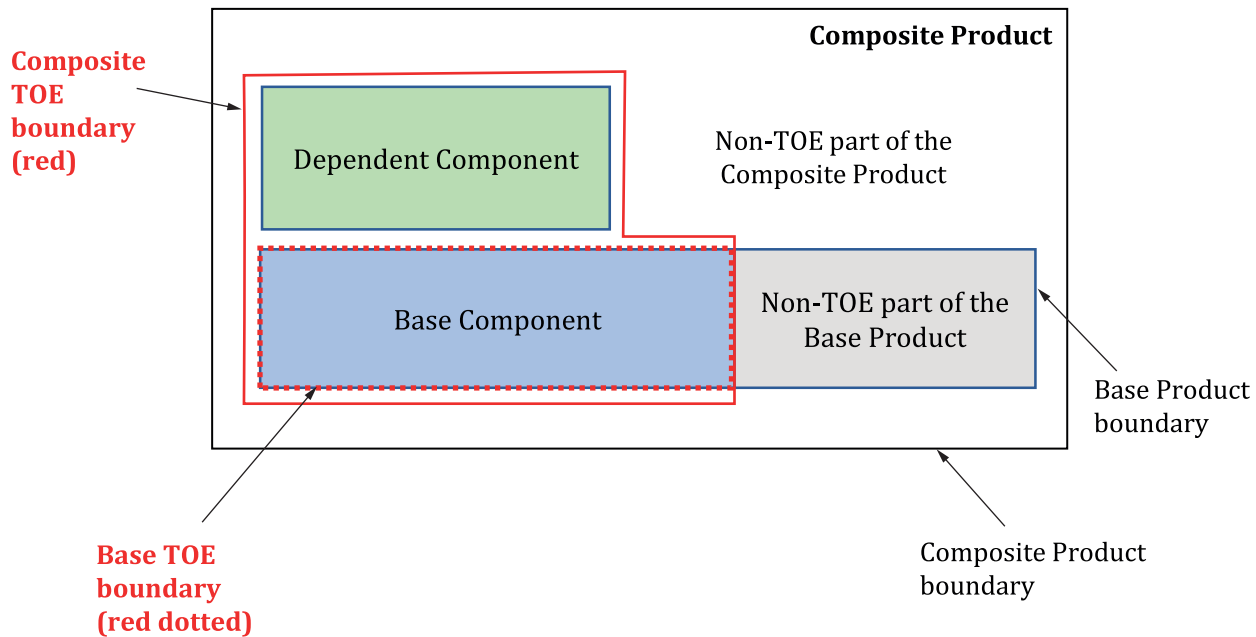 Composite Product
Composite
TOE
boundary
(red)
Dependent Component
Non-TOE part of the
Composite Product
Base Component
Non-TOE part of the
Base Product
Base Product
boundary
Base TOE
boundary
(red dotted)
Composite Product
boundary